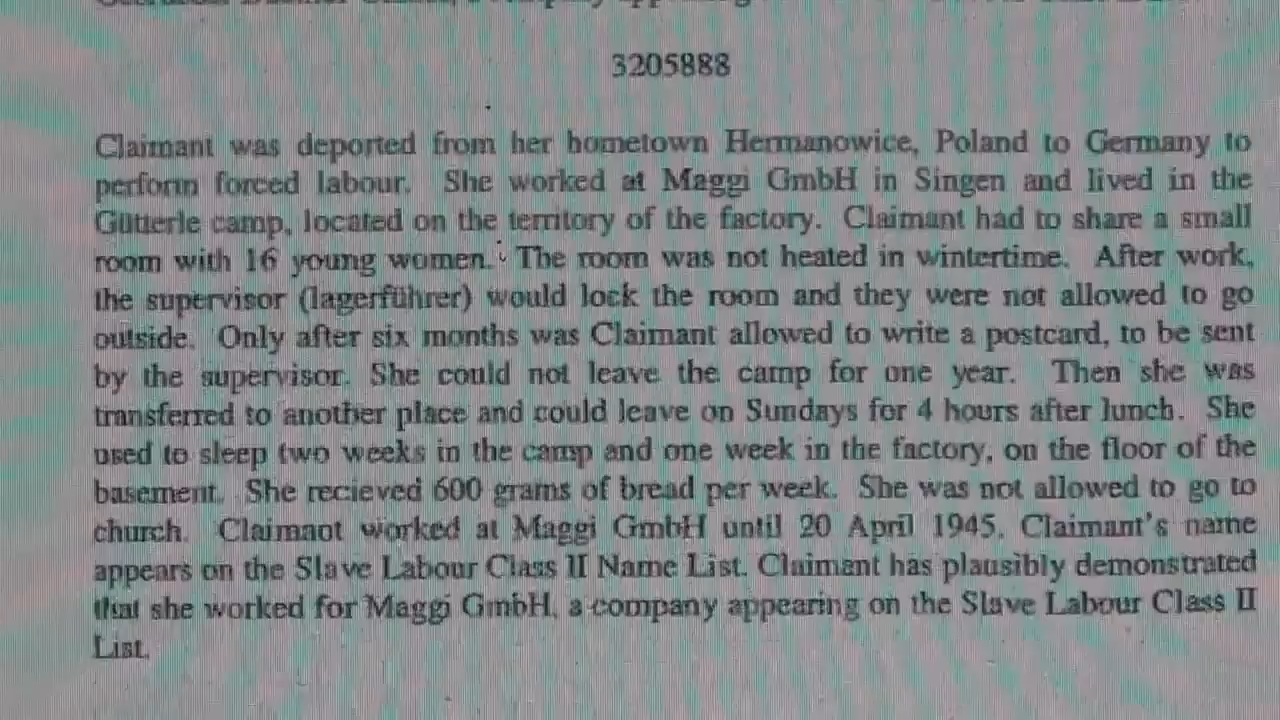 3205888
Claimant was deported from her hometown Hermanowice, Poland to Germany to
perform forced labour. She worked at Maggi GmbH in Singen and lived in the
Gütterle camp, located on the territory of the factory. Claimant had to share a small
room with 16 young women. The room was not heated in wintertime. After work,
the supervisor (lagerführer) would lock the room and they were not allowed to go
outside. Only after six months was Claimant allowed to write a postcard, to be sent
by the supervisor. She could not leave the camp for one year. Then she was
transferred to another place and could leave on Sundays for 4 hours after lunch. She
used to sleep two weeks in the camp and one week in the factory, on the floor of the
basement. She recieved 600 grams of bread per week. She was not allowed to go to
church. Claimant worked at Maggi GmbH until 20 April 1945. Claimant's name
appears on the Slave Labour Class II Name List. Claimant has plausibly demonstrated
that she worked for Maggi GmbH, a company appearing on the Slave Labour Class II
List.